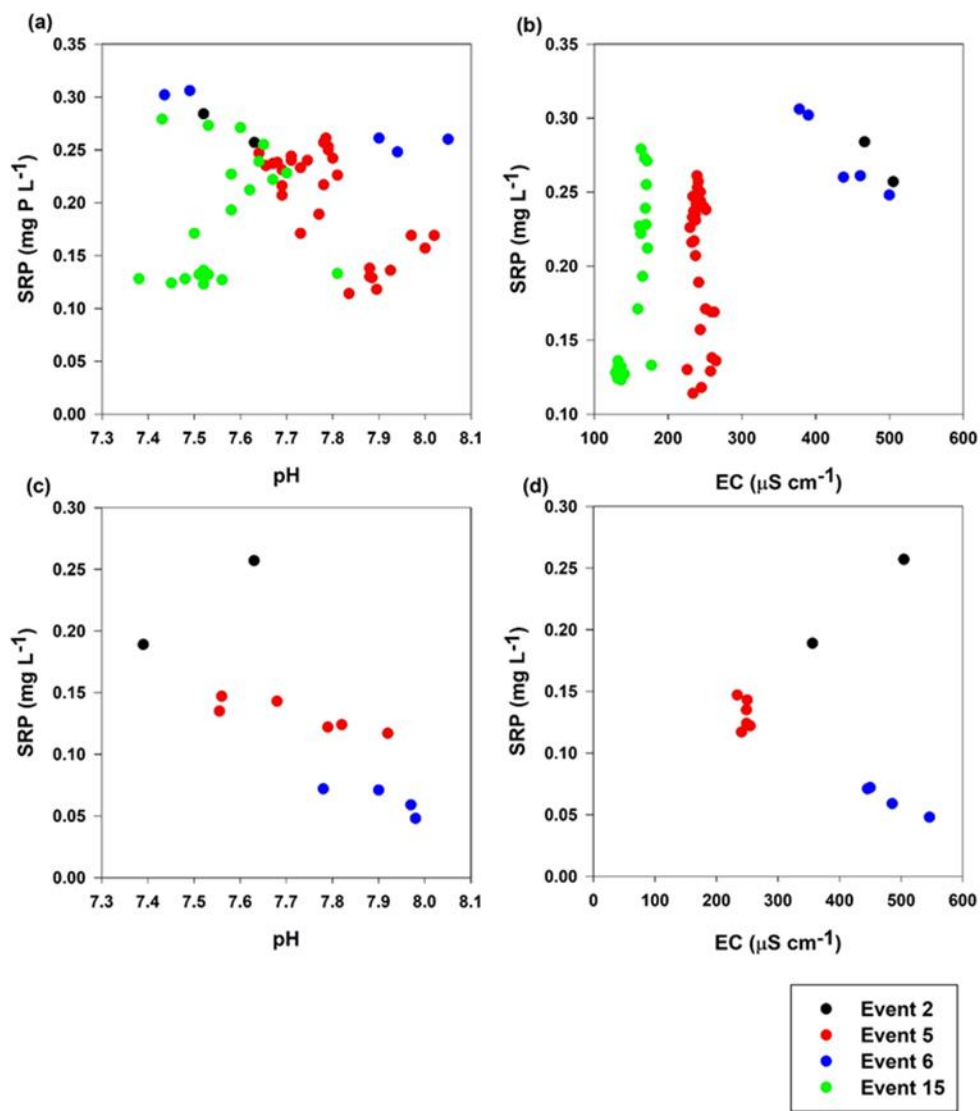 (a)
0.35
0.30
0.25
0.20
0.15
0.10
0.05
0.00
SRP (mg P L⁻¹)
7.3 7.4 7.5 7.6 7.7 7.8 7.9 8.0 8.1
pH
(b)
0.35
0.30
0.25
0.20
0.15
0.10
SRP (mg L⁻¹)
100 200 300 400 500 600
EC (μS cm⁻¹)
(c)
0.30
0.25
0.20
0.15
0.10
0.05
0.00
SRP (mg L⁻¹)
7.3 7.4 7.5 7.6 7.7 7.8 7.9 8.0 8.1
pH
(d)
0.30
0.25
0.20
0.15
0.10
0.05
0.00
SRP (mg L⁻¹)
0 100 200 300 400 500 600
EC (μS cm⁻¹)
Event 2
Event 5
Event 6
Event 15